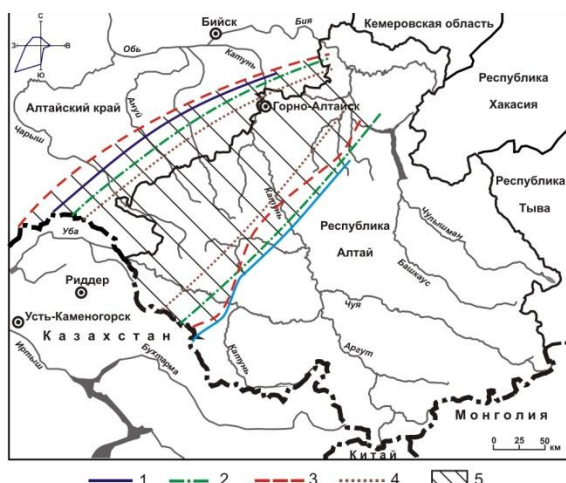 С
З
В
Ю
Бийск
Бия
Кемеровская область
Обь
Катунь
Республика
Хакасия
Алтайский край
Ануй
Горно-Алтайск
Чарыш
Республика
Тыва
Катунь
Республика
Алтай
Чулышман
Уба
Башкаус
Риддер
Чуя
Усть-Каменогорск
Казахстан
Иртыш
Бухтарма
Катунь
Аргут
Монголия
0 25 50
км
Китай
1 2 3 4 5